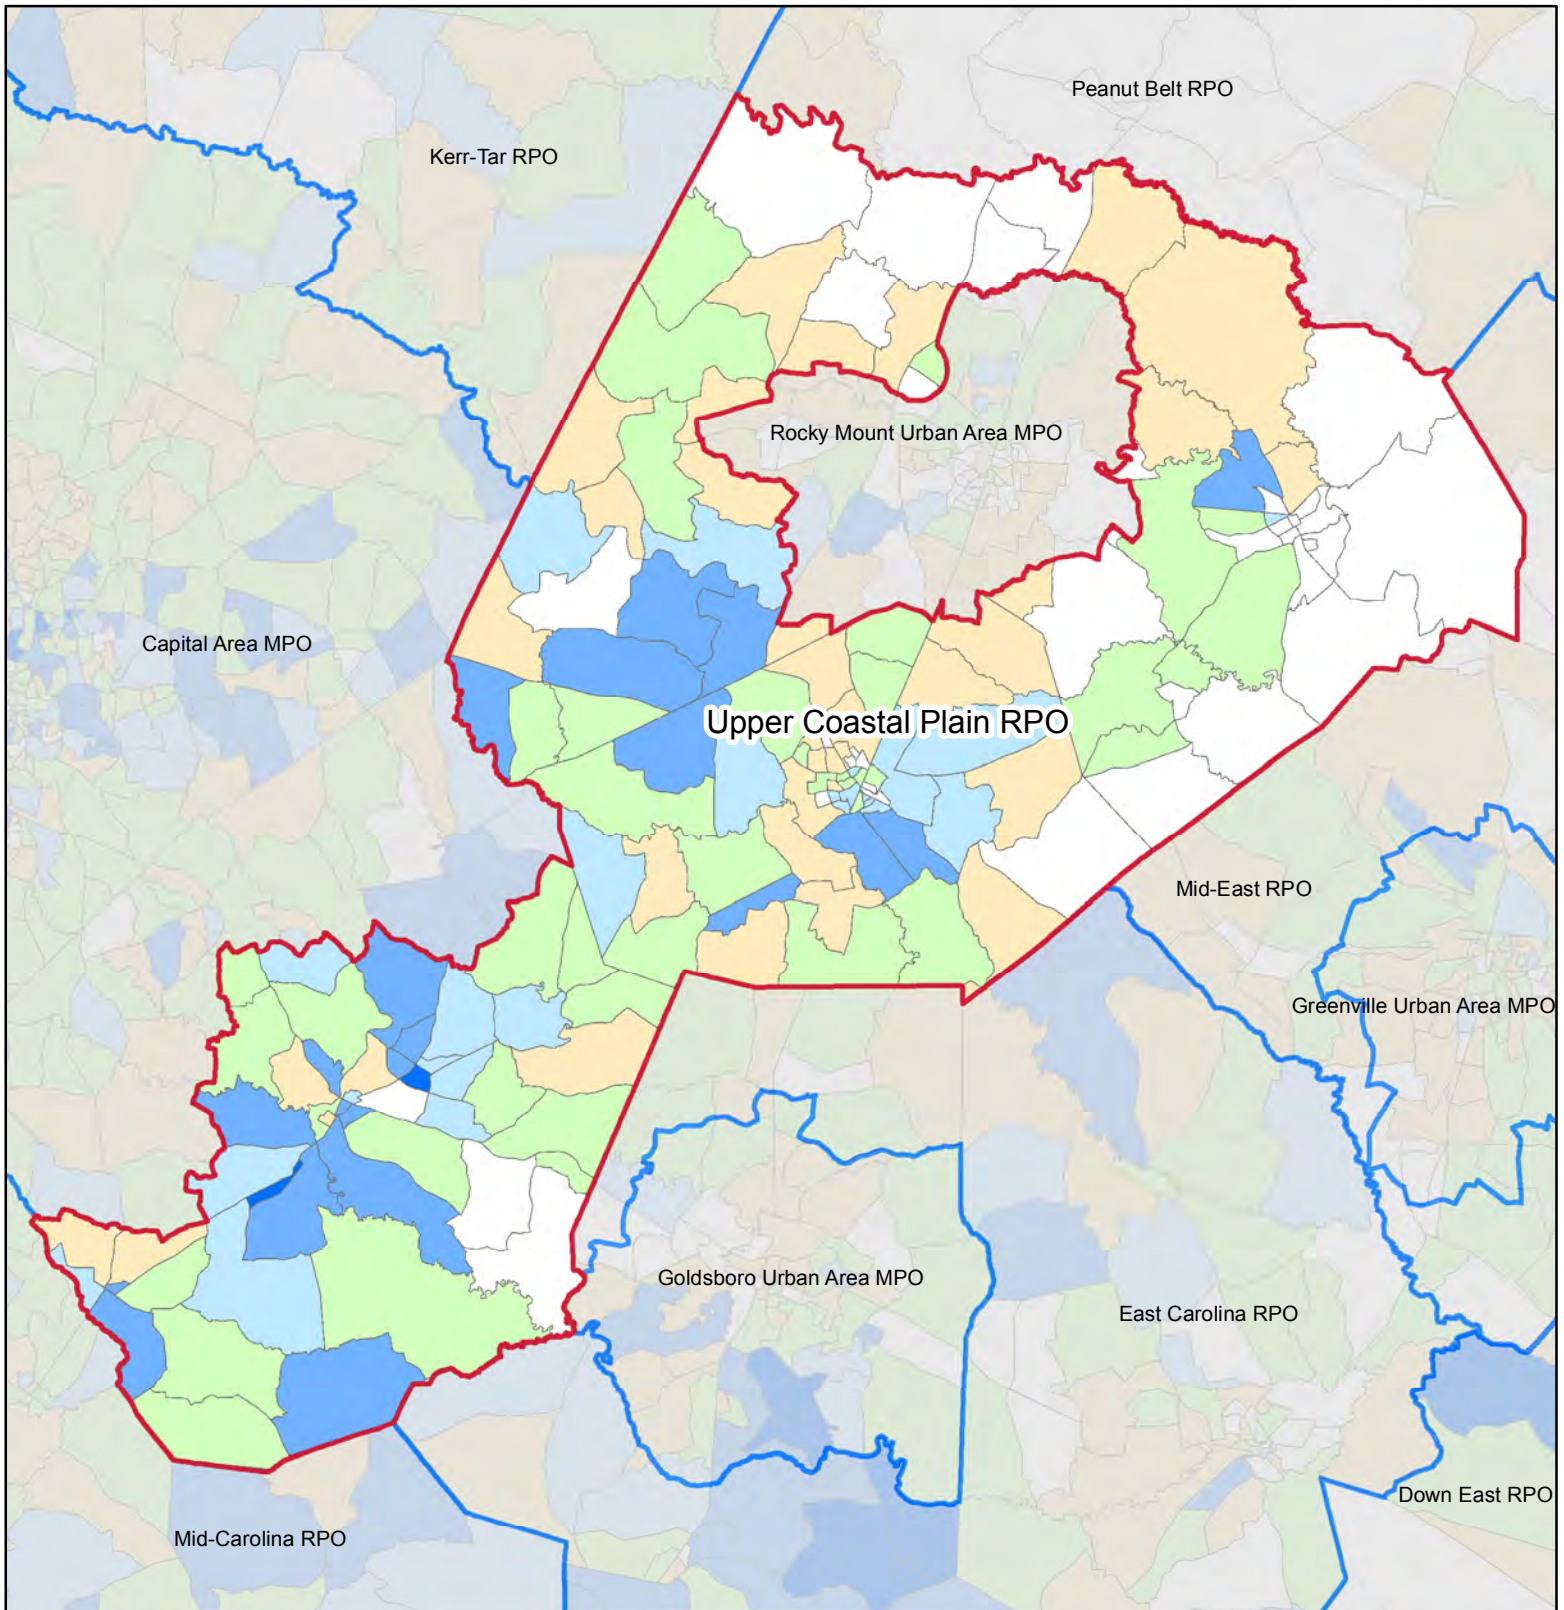 Peanut Belt RPO
Kerr-Tar RPO
Rocky Mount Urban Area MPO
Capital Area MPO
Upper Coastal Plain RPO
Mid-East RPO
Greenville Urban Area MPO
Goldsboro Urban Area MPO
East Carolina RPO
Down East RPO
Mid-Carolina RPO